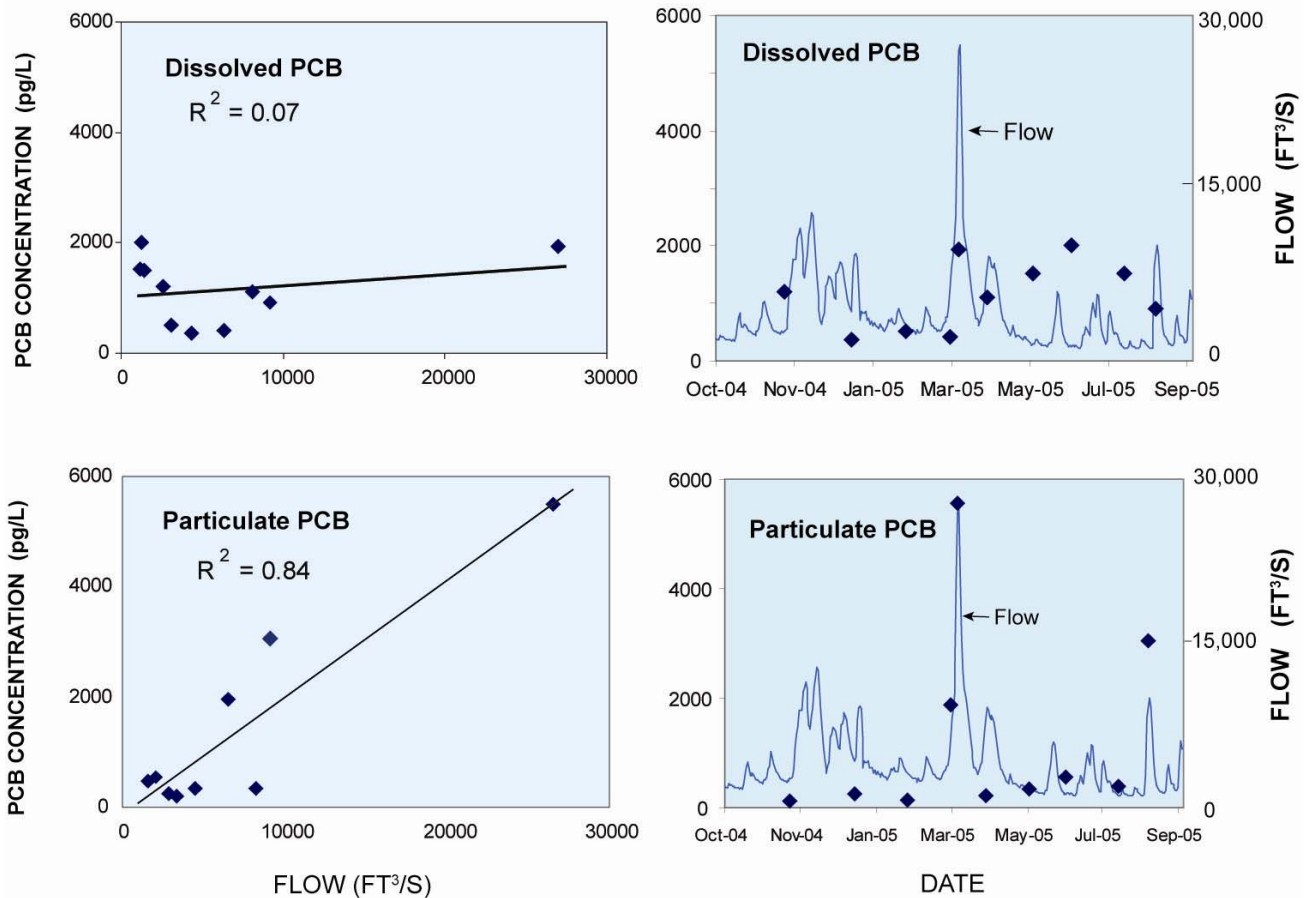 PCB CONCENTRATION (pg/L)
6000
4000
2000
0
Dissolved PCB
R² = 0.07
0
10000
20000
30000
6000
4000
2000
0
Dissolved PCB
Flow
30,000
15,000
0
FLOW (FT³/S)
Oct-04
Nov-04
Jan-05
Mar-05
May-05
Jul-05
Sep-05
PCB CONCENTRATION (pg/L)
6000
4000
2000
0
Particulate PCB
R² = 0.84
0
10000
20000
30000
FLOW (FT³/S)
6000
4000
2000
0
Particulate PCB
Flow
30,000
15,000
0
FLOW (FT³/S)
Oct-04
Nov-04
Jan-05
Mar-05
May-05
Jul-05
Sep-05
DATE